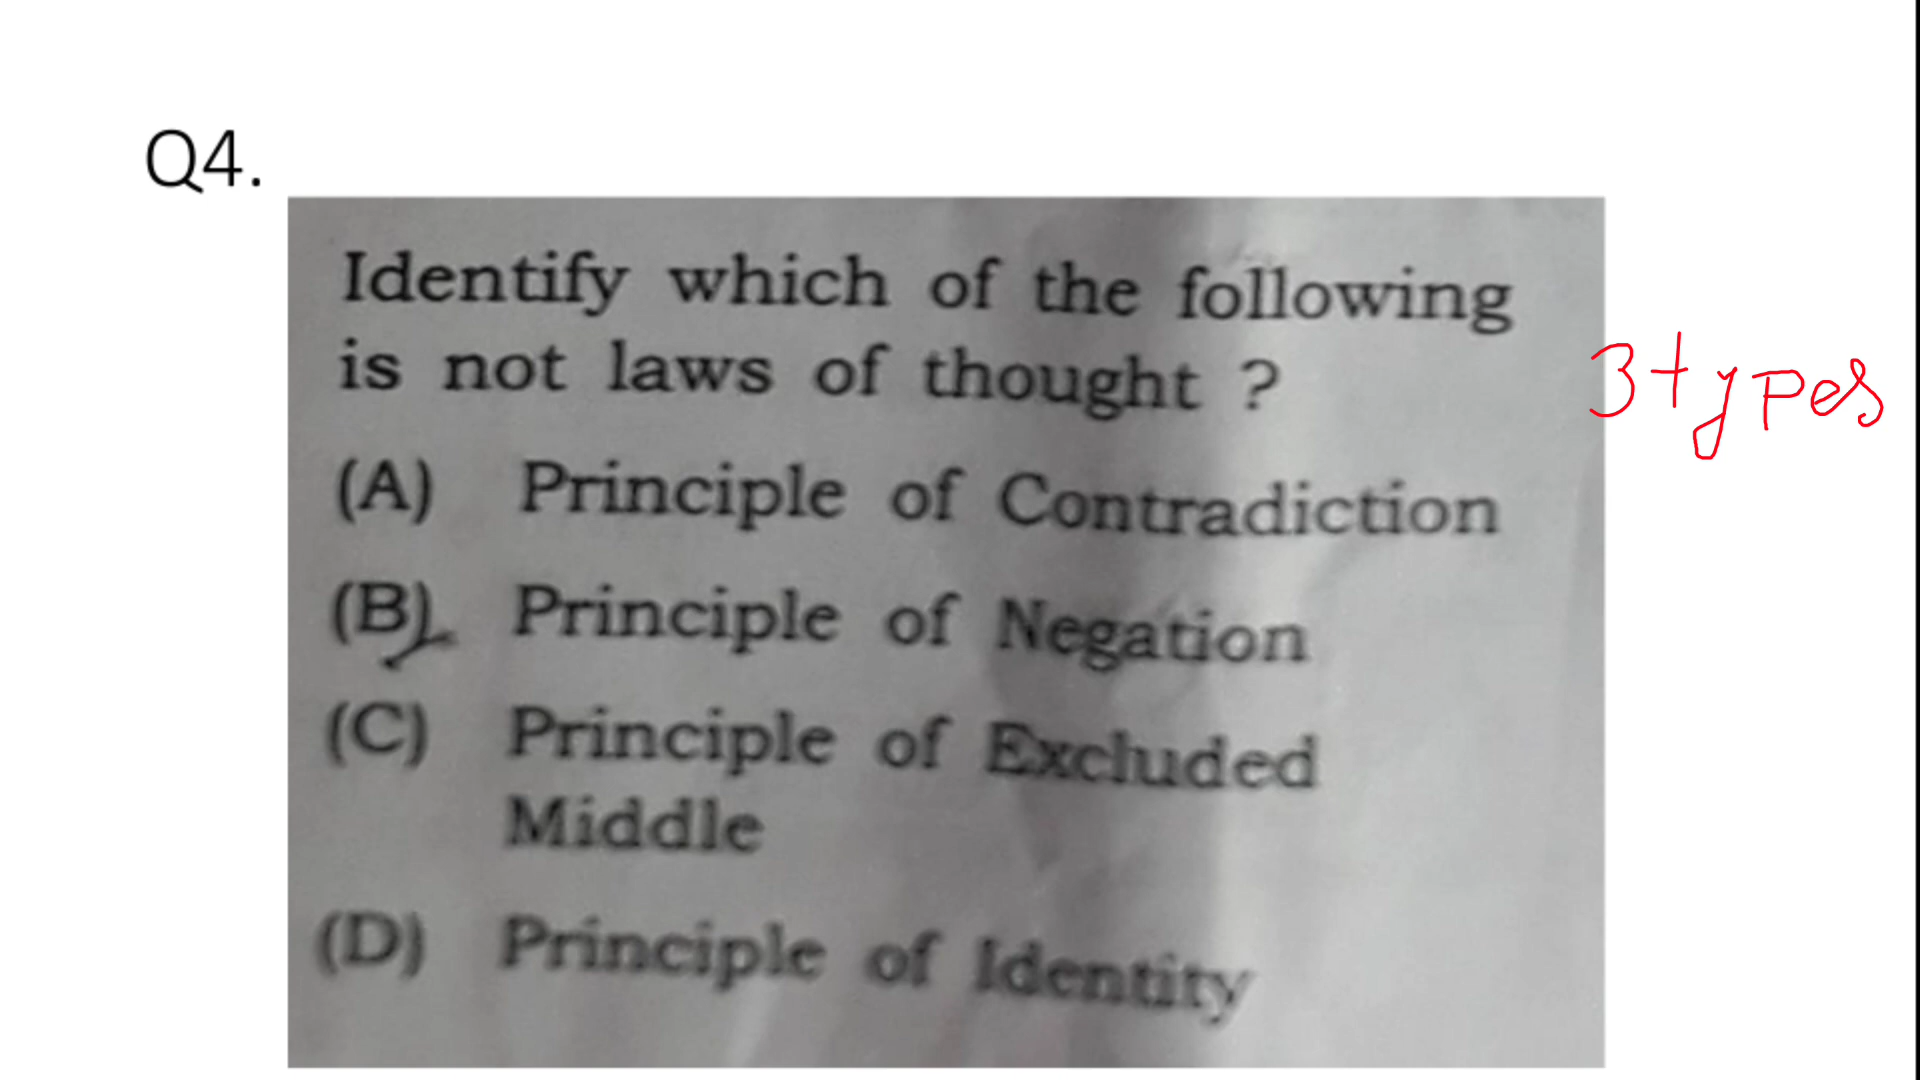 Q4.
Identify which of the following
is not laws of thought ?
3 types
(A) Principle of Contradiction
(B) Principle of Negation
(C) Principle of Excluded
Middle
(D) Principle of Identity